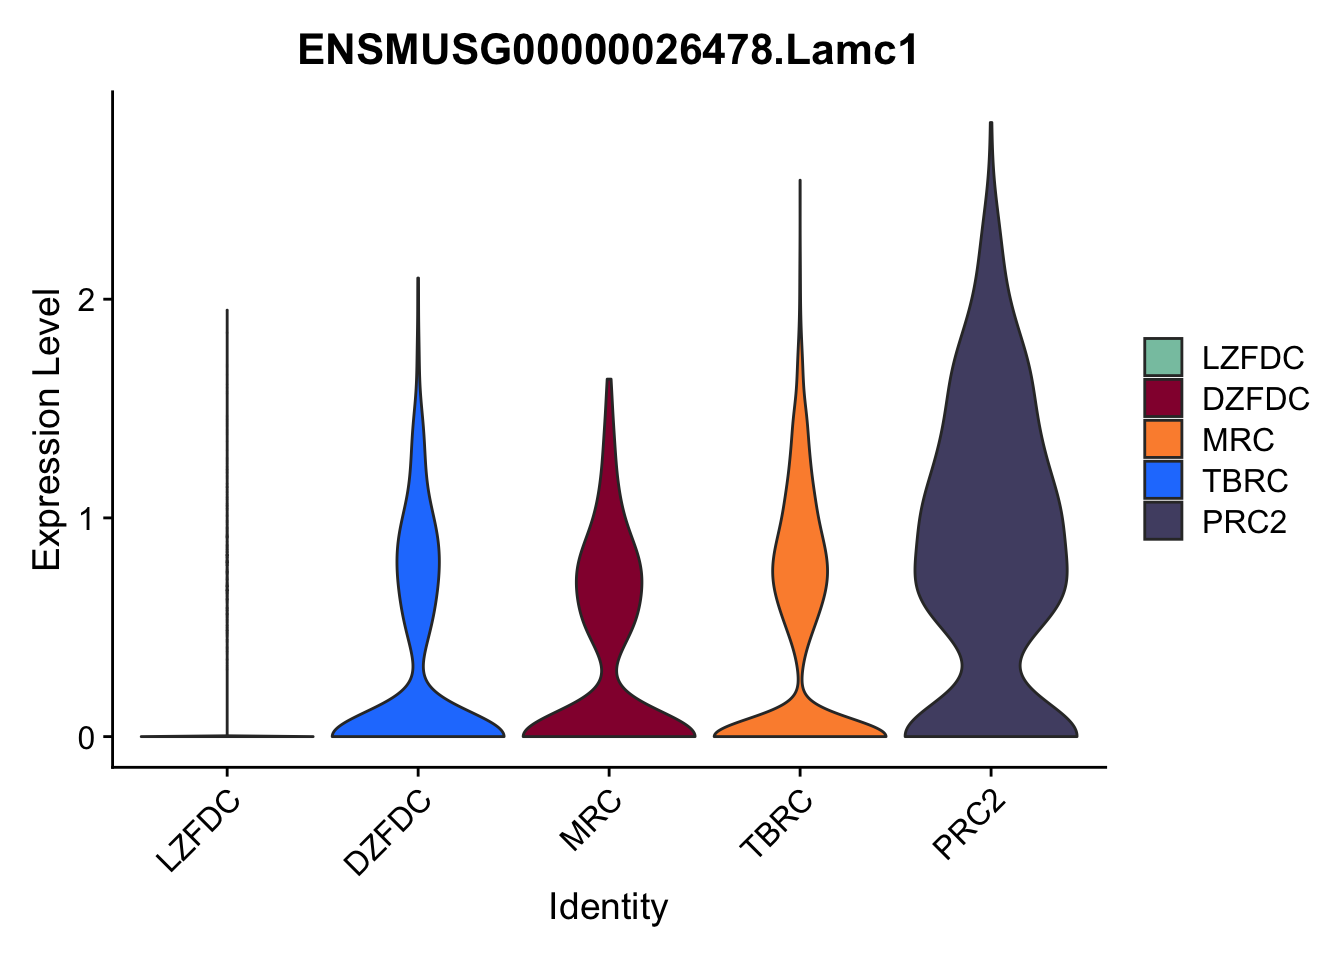 ENSMUSG00000026478.Lamc1
Expression Level
2
1
0
LZFDC
DZFDC
MRC
TBRC
PRC2
Identity
LZFDC
DZFDC
MRC
TBRC
PRC2